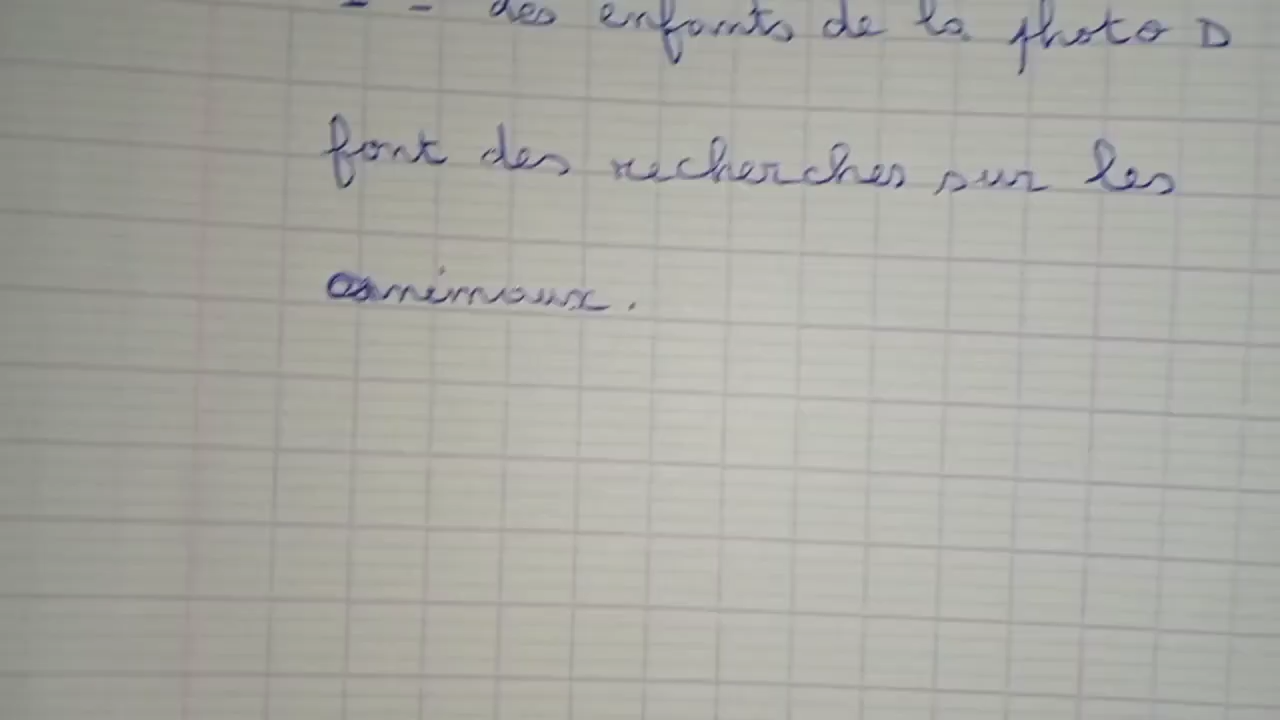 des enfants de la photo D
font des recherches sur les
animaux.